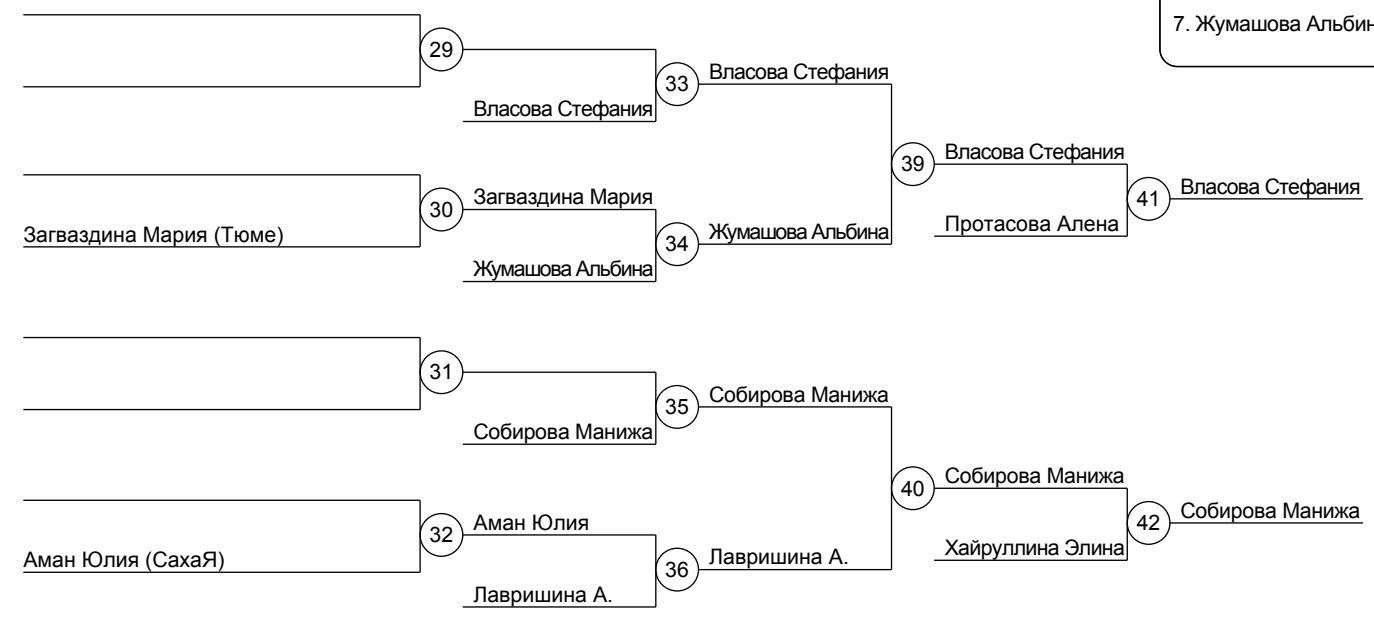 7. Жумашова Альбин
29
33
Власова Стефания
Власова Стефания
39
Власова Стефания
41
Власова Стефания
30
Загваздина Мария
Загваздина Мария (Тюме)
34
Жумашова Альбина
Протасова Алена
Жумашова Альбина
31
35
Собирова Манижа
Собирова Манижа
40
Собирова Манижа
42
Собирова Манижа
32
Аман Юлия
Хайруллина Элина
Аман Юлия (СахаЯ)
36
Лавришина А.
Лавришина А.